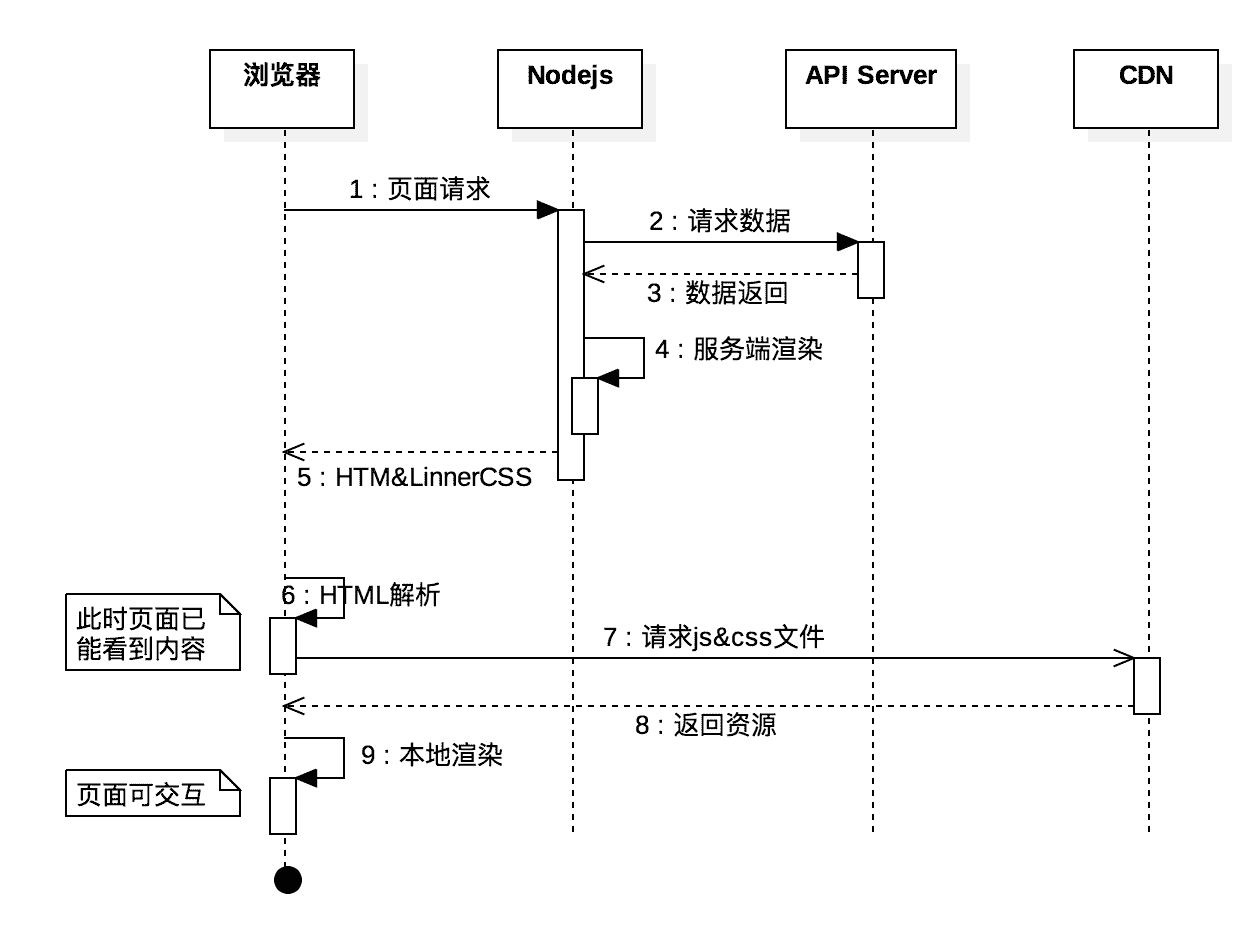 浏览器
Nodejs
API Server
CDN
1 : 页面请求
2 : 请求数据
3 : 数据返回
4 : 服务端渲染
5 : HTM&LinnerCSS
6 : HTML解析
此时页面已
能看到内容
7 : 请求js&css文件
8 : 返回资源
9 : 本地渲染
页面可交互